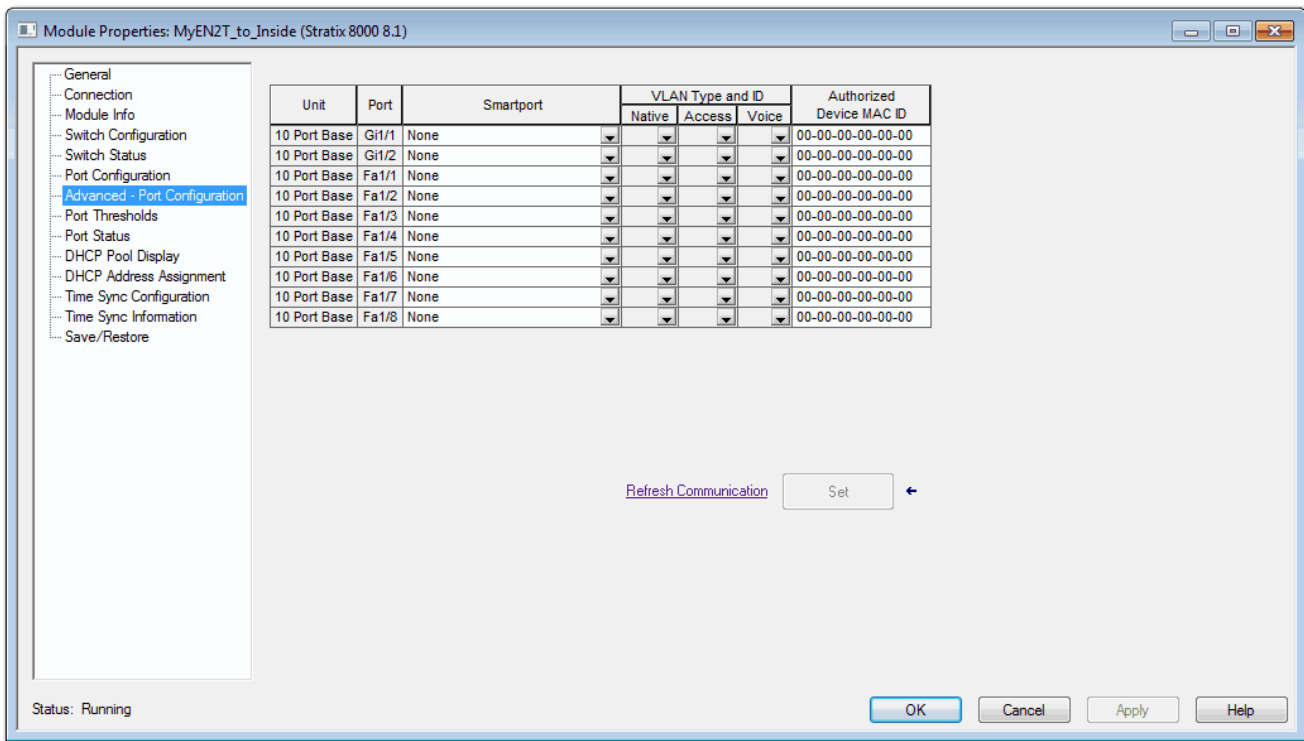 Module Properties: MyEN2T_to_Inside (Stratix 8000 8.1)
General
Connection
Module Info
Switch Configuration
Switch Status
Port Configuration
Advanced - Port Configuration
Port Thresholds
Port Status
DHCP Pool Display
DHCP Address Assignment
Time Sync Configuration
Time Sync Information
Save/Restore
Unit Port Smartport VLAN Type and ID Authorized Device MAC ID
Native Access Voice
10 Port Base Gi1/1 None 00-00-00-00-00-00
10 Port Base Gi1/2 None 00-00-00-00-00-00
10 Port Base Fa1/1 None 00-00-00-00-00-00
10 Port Base Fa1/2 None 00-00-00-00-00-00
10 Port Base Fa1/3 None 00-00-00-00-00-00
10 Port Base Fa1/4 None 00-00-00-00-00-00
10 Port Base Fa1/5 None 00-00-00-00-00-00
10 Port Base Fa1/6 None 00-00-00-00-00-00
10 Port Base Fa1/7 None 00-00-00-00-00-00
10 Port Base Fa1/8 None 00-00-00-00-00-00
Refresh Communication Set
Status: Running
OK Cancel Apply Help